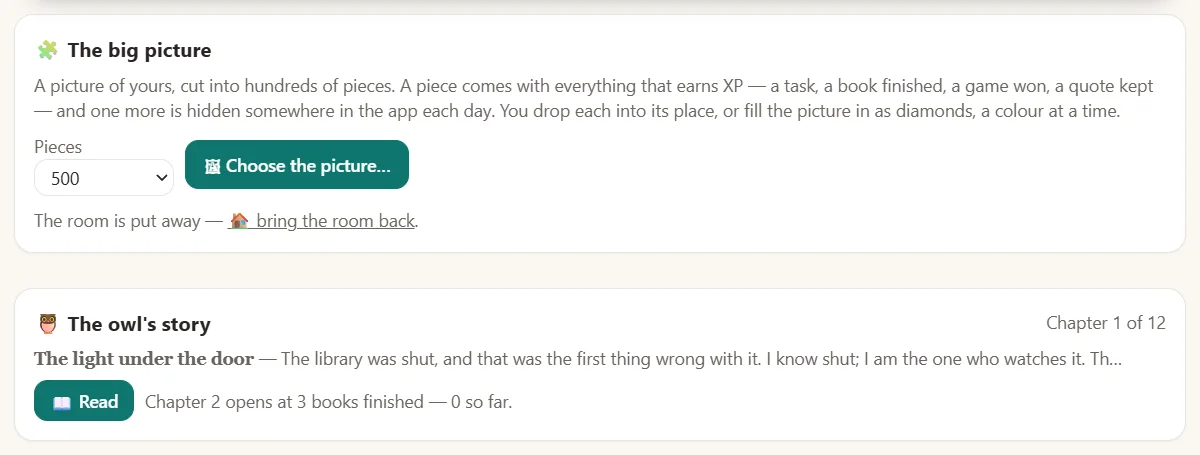 The big picture
A picture of yours, cut into hundreds of pieces. A piece comes with everything that earns XP — a task, a book finished, a game won, a quote kept
— and one more is hidden somewhere in the app each day. You drop each into its place, or fill the picture in as diamonds, a colour at a time.
Pieces
500
Choose the picture...
The room is put away — bring the room back.
The owl's story
Chapter 1 of 12
The light under the door — The library was shut, and that was the first thing wrong with it. I know shut; I am the one who watches it. Th...
Read
Chapter 2 opens at 3 books finished — 0 so far.